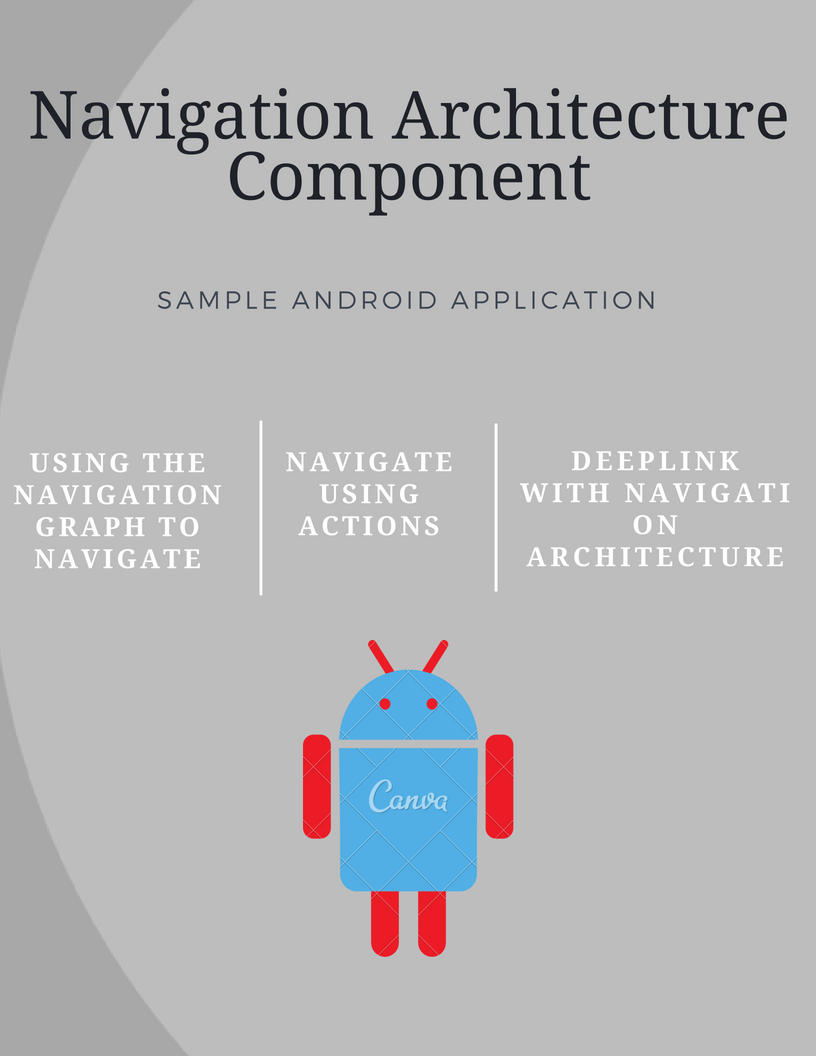 Navigation Architecture
Component
SAMPLE ANDROID APPLICATION
USING THE
NAVIGATION
GRAPH TO
NAVIGATE
NAVIGATE
USING
ACTIONS
DEEPLINK
WITH NAVIGATI
ON
ARCHITECTURE
Canva